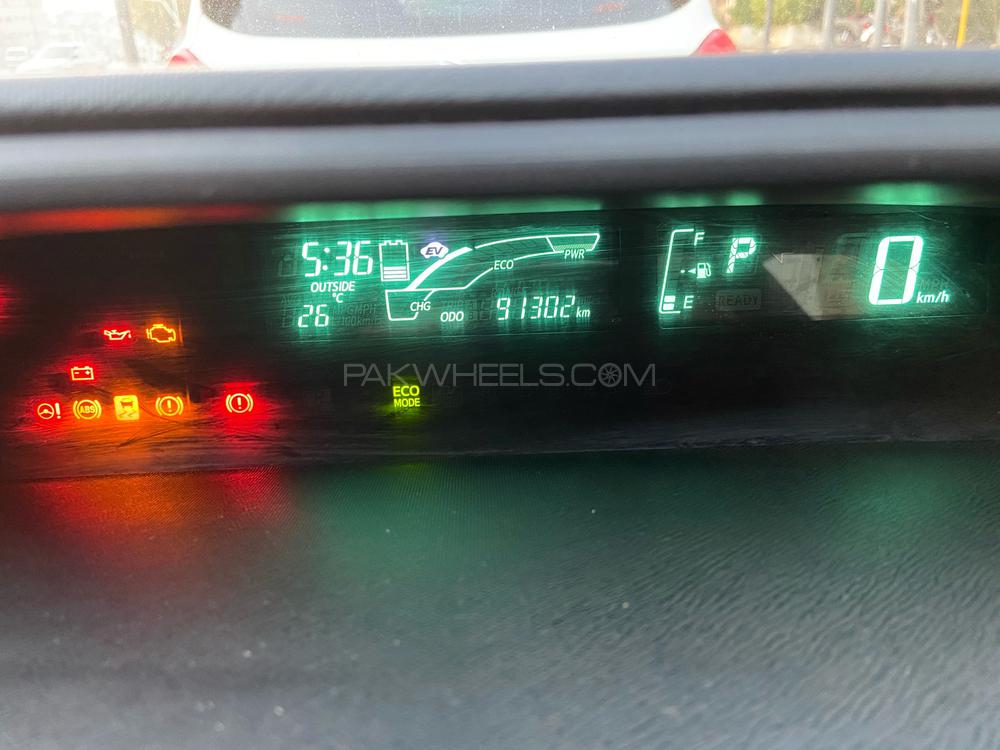 5:36
EV
PWR
ECO
OUTSIDE
°C
26
CHG
ODO
91302 km
F
E
P
READY
0 km/h
PAKWHEELS.COM
ECO
MODE
ABS